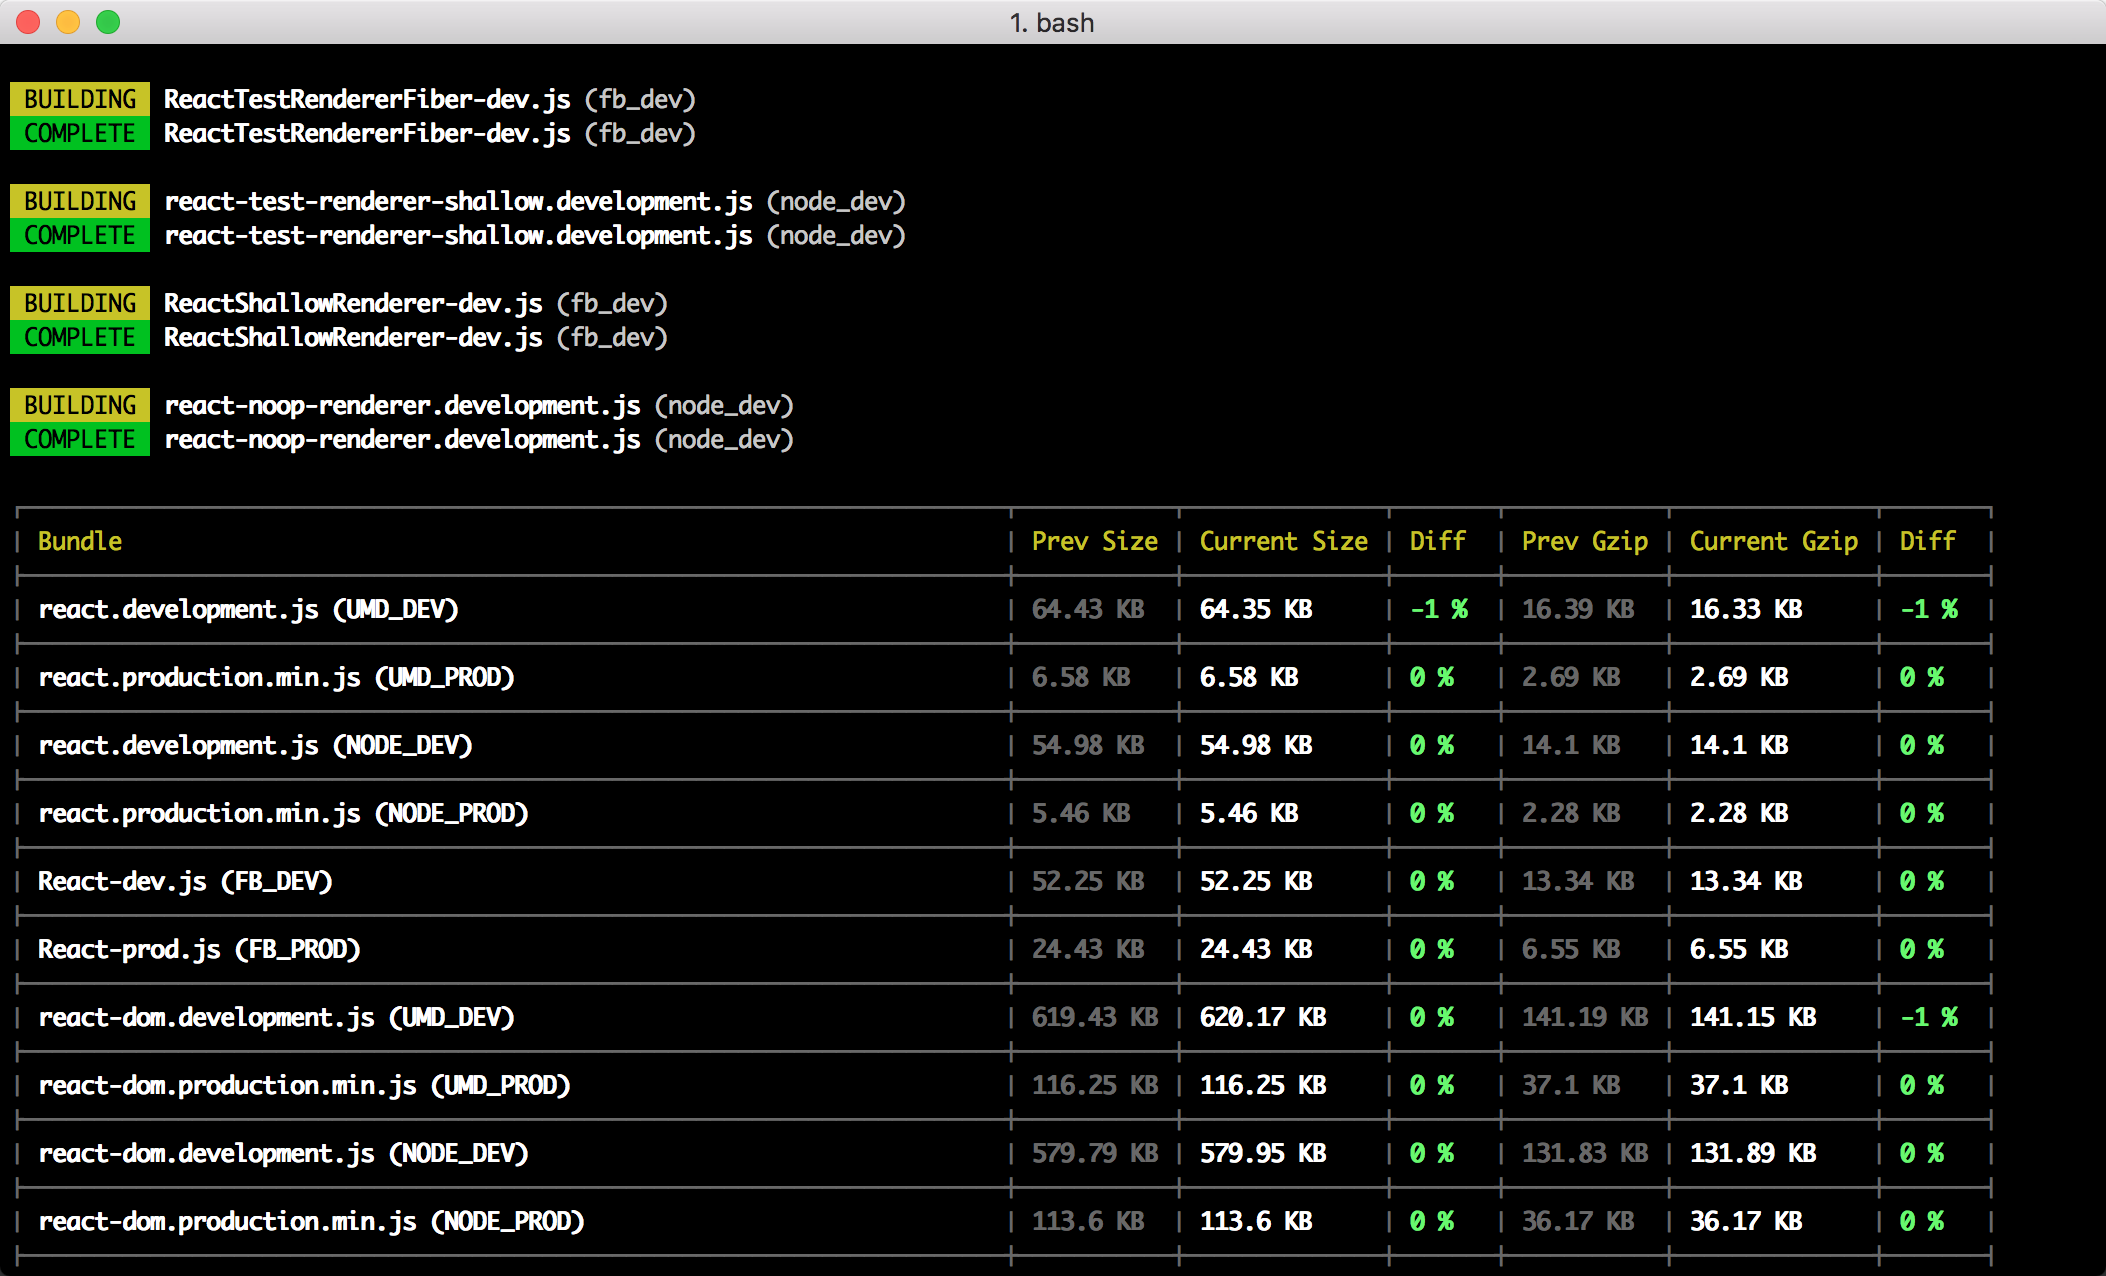 1. bash
BUILDING ReactTestRendererFiber-dev.js (fb_dev)
COMPLETE ReactTestRendererFiber-dev.js (fb_dev)
BUILDING react-test-renderer-shallow.development.js (node_dev)
COMPLETE react-test-renderer-shallow.development.js (node_dev)
BUILDING ReactShallowRenderer-dev.js (fb_dev)
COMPLETE ReactShallowRenderer-dev.js (fb_dev)
BUILDING react-noop-renderer.development.js (node_dev)
COMPLETE react-noop-renderer.development.js (node_dev)
Bundle Prev Size Current Size Diff Prev Gzip Current Gzip Diff
react.development.js (UMD_DEV) 64.43 KB 64.35 KB -1 % 16.39 KB 16.33 KB -1 %
react.production.min.js (UMD_PROD) 6.58 KB 6.58 KB 0 % 2.69 KB 2.69 KB 0 %
react.development.js (NODE_DEV) 54.98 KB 54.98 KB 0 % 14.1 KB 14.1 KB 0 %
react.production.min.js (NODE_PROD) 5.46 KB 5.46 KB 0 % 2.28 KB 2.28 KB 0 %
React-dev.js (FB_DEV) 52.25 KB 52.25 KB 0 % 13.34 KB 13.34 KB 0 %
React-prod.js (FB_PROD) 24.43 KB 24.43 KB 0 % 6.55 KB 6.55 KB 0 %
react-dom.development.js (UMD_DEV) 619.43 KB 620.17 KB 0 % 141.19 KB 141.15 KB -1 %
react-dom.production.min.js (UMD_PROD) 116.25 KB 116.25 KB 0 % 37.1 KB 37.1 KB 0 %
react-dom.development.js (NODE_DEV) 579.79 KB 579.95 KB 0 % 131.83 KB 131.89 KB 0 %
react-dom.production.min.js (NODE_PROD) 113.6 KB 113.6 KB 0 % 36.17 KB 36.17 KB 0 %